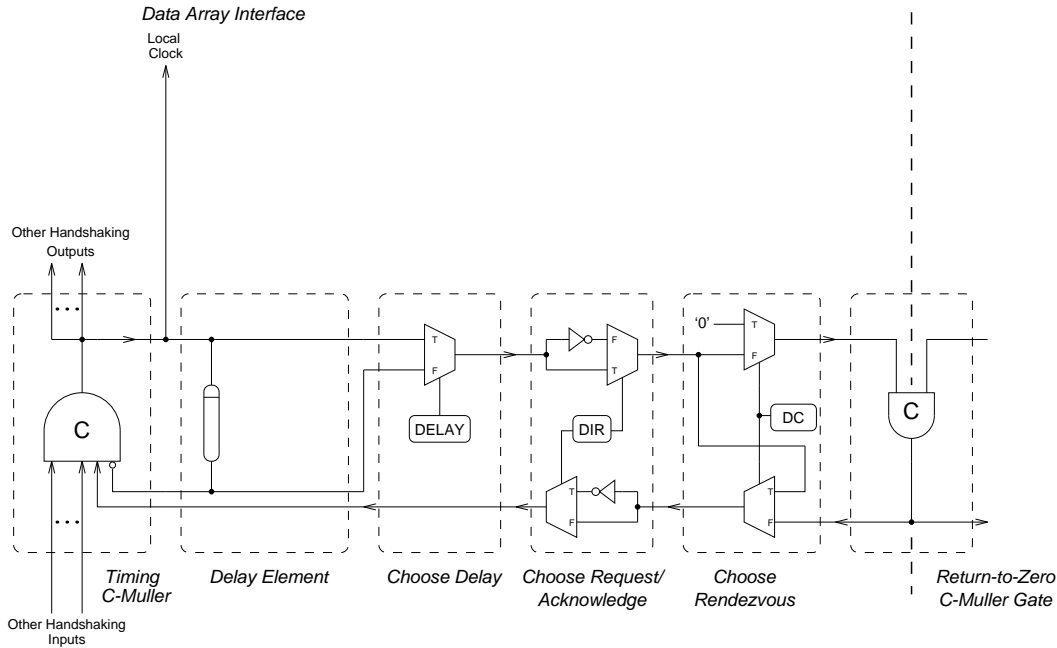 Data Array Interface
Local
Clock
Other Handshaking
Outputs
T
F
DELAY
F
T
DIR
T
F
'0'
T
F
DC
T
F
C
C
Timing
C-Muller
Delay Element
Choose Delay
Choose Request/
Acknowledge
Choose
Rendezvous
Return-to-Zero
C-Muller Gate
Other Handshaking
Inputs